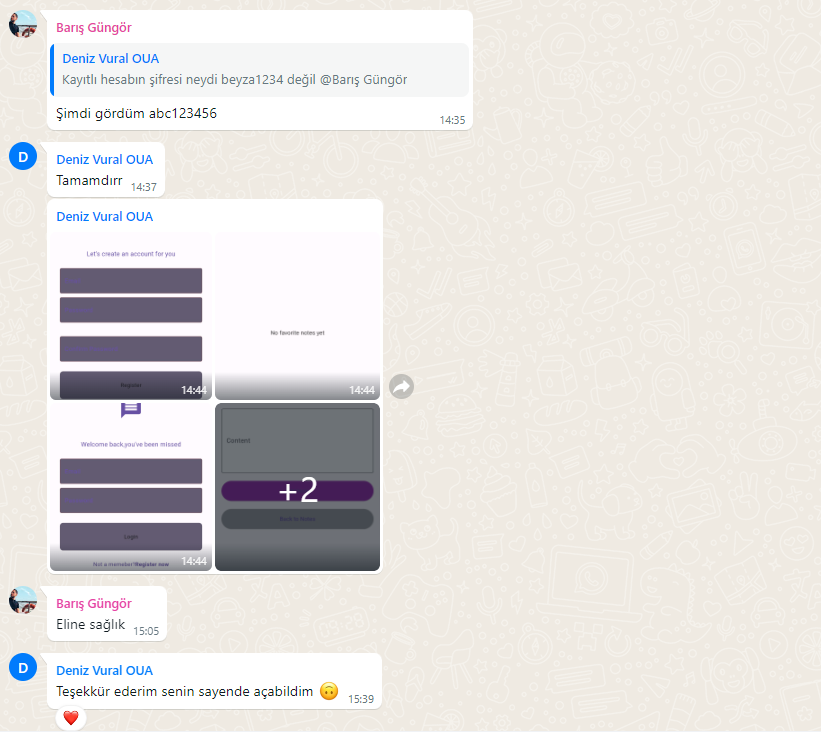 Barış Güngör
Deniz Vural OUA
Kayıtlı hesabın şifresi neydi beyza1234 değil @Barış Güngör
Şimdi gördüm abc123456
14:35
D
Deniz Vural OUA
Tamamdırr
14:37
Deniz Vural OUA
Let's create an account for you
Register
14:44
No favorite notes yet
14:44
Welcome back,you've been missed
Login
Not a memeber?Register now
14:44
Content
+2
Back to Notes
Barış Güngör
Eline sağlık
15:05
D
Deniz Vural OUA
Teşekkür ederim senin sayende açabildim 🙃
15:39
❤️